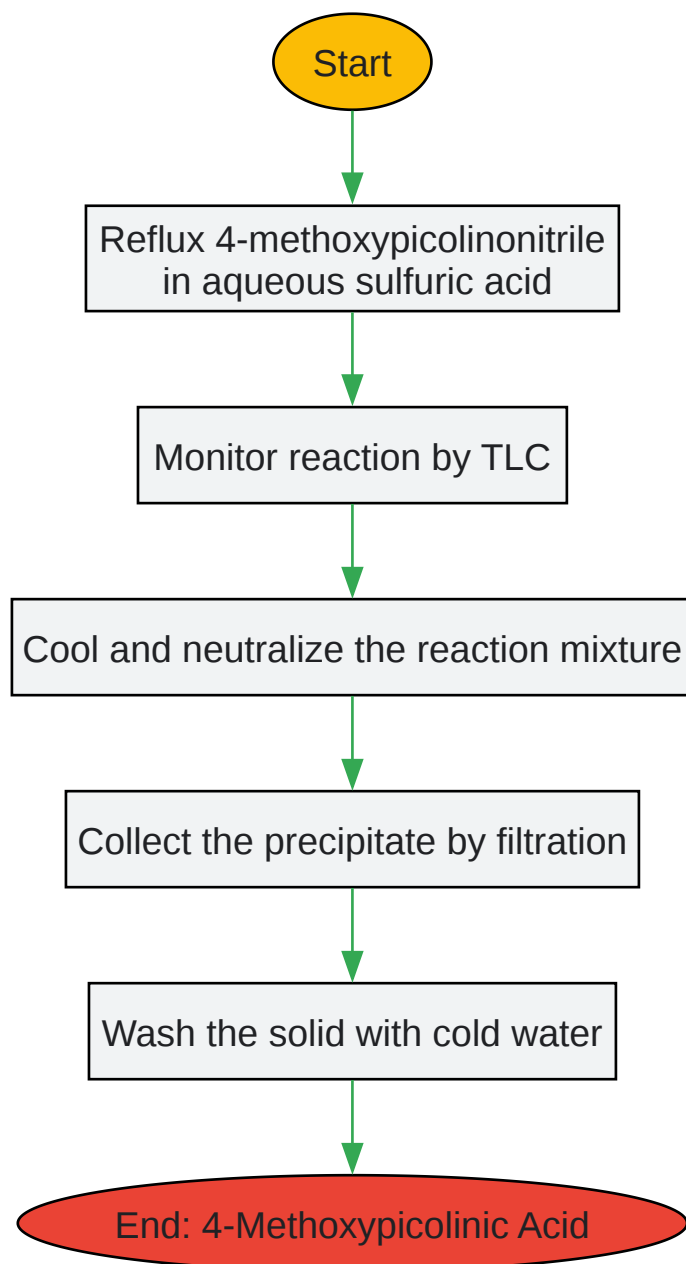 Start
Reflux 4-methoxypicolinonitrile
in aqueous sulfuric acid
Monitor reaction by TLC
Cool and neutralize the reaction mixture
Collect the precipitate by filtration
Wash the solid with cold water
End: 4-Methoxypicolinic Acid